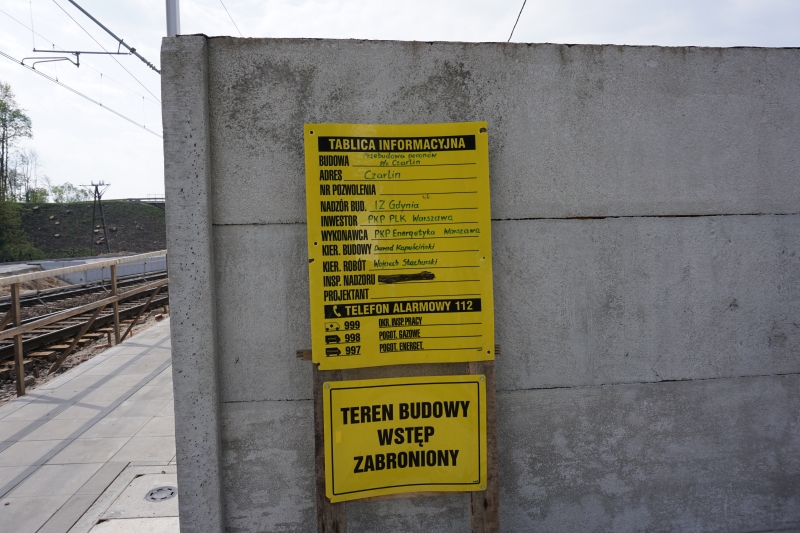 TABLICA INFORMACYJNA
BUDOWA Przebudowa peronów
Mc Czarlin
ADRES Czarlin
NR POZWOLENIA
NADZÓR BUD. IZ Gdynia
INWESTOR PKP PLK Warszawa
WYKONAWCA PKP Energetyka Warszawa
KIER. BUDOWY Dawid Kapuściński
KIER. ROBÓT Wojciech Stachurski
INSP. NADZORU
PROJEKTANT
TELEFON ALARMOWY 112
999 OKR. INSP. PRACY
998 POGOT. GAZOWE
997 POGOT. ENERGET.
TEREN BUDOWY
WSTĘP
ZABRONIONY